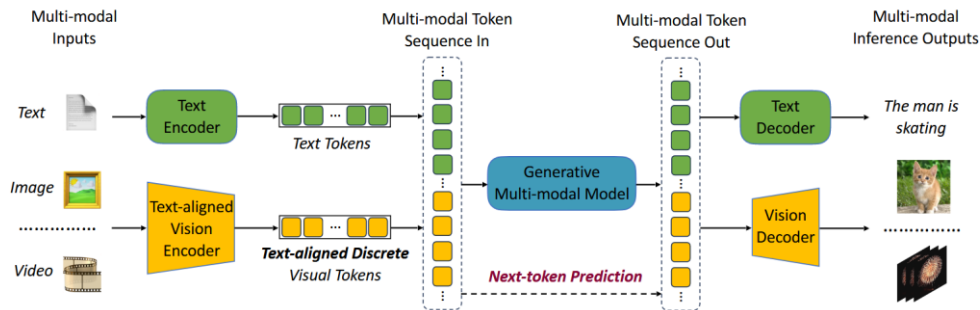 Multi-modal
Inputs
Multi-modal Token
Sequence In
Multi-modal Token
Sequence Out
Multi-modal
Inference Outputs
Text
Text
Encoder
...
Text Tokens
Text
Decoder
The man is
skating
Generative
Multi-modal Model
Image
Text-aligned
Vision
Encoder
...
Text-aligned Discrete
Visual Tokens
Vision
Decoder
Video
Next-token Prediction